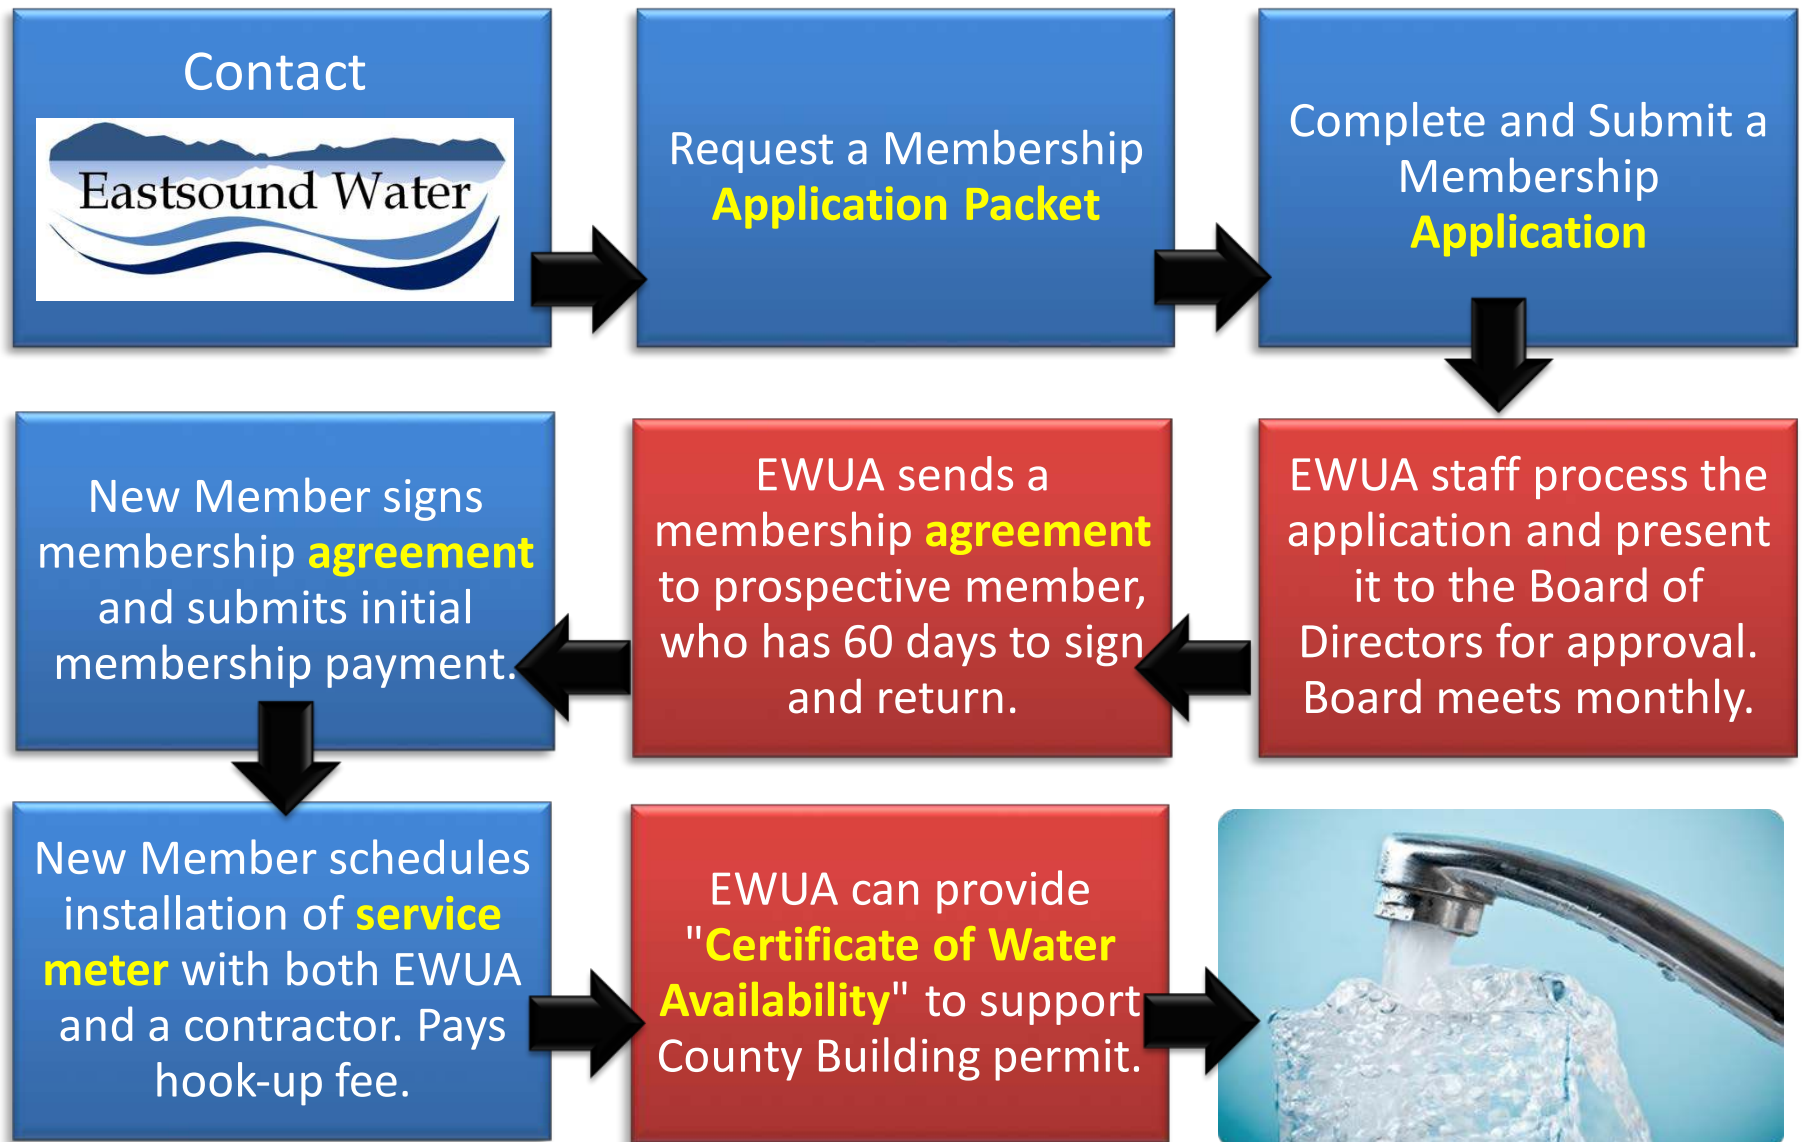 Contact
Eastsound Water
Request a Membership
Application Packet
Complete and Submit a
Membership
Application
EWUA staff process the
application and present
it to the Board of
Directors for approval.
Board meets monthly.
EWUA sends a
membership agreement
to prospective member,
who has 60 days to sign
and return.
New Member signs
membership agreement
and submits initial
membership payment.
New Member schedules
installation of service
meter with both EWUA
and a contractor. Pays
hook-up fee.
EWUA can provide
"Certificate of Water
Availability" to support
County Building permit.